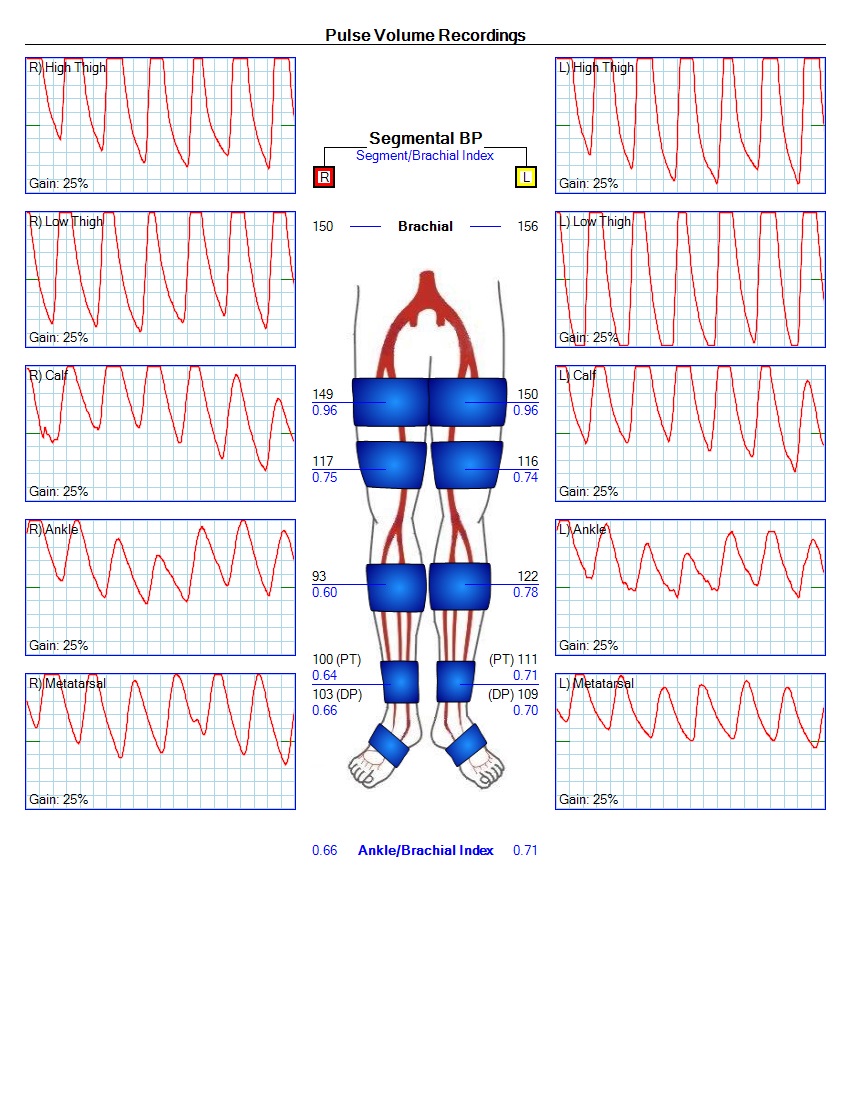 Pulse Volume Recordings
R) High Thigh
Gain: 25%
L) High Thigh
Gain: 25%
Segmental BP
Segment/Brachial Index
R
L
150 Brachial 156
R) Low Thigh
Gain: 25%
L) Low Thigh
Gain: 25%
R) Calf
Gain: 25%
L) Calf
Gain: 25%
149 150
0.96 0.96
117 116
0.75 0.74
R) Ankle
Gain: 25%
L) Ankle
Gain: 25%
93 122
0.60 0.78
100 (PT) (PT) 111
0.64 0.71
103 (DP) (DP) 109
0.66 0.70
R) Metatarsal
Gain: 25%
L) Metatarsal
Gain: 25%
0.66 Ankle/Brachial Index 0.71